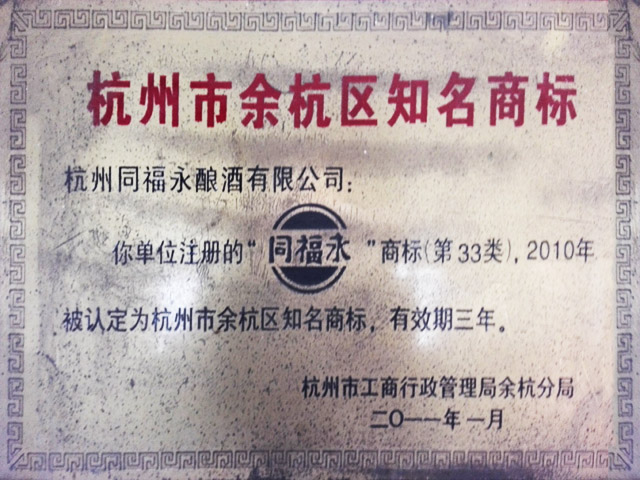 杭州市余杭区知名商标
杭州同福永酿酒有限公司:
你单位注册的“同福永”商标(第33类),2010年
被认定为杭州市余杭区知名商标,有效期三年。
杭州市工商行政管理局余杭分局
二〇一一年一月